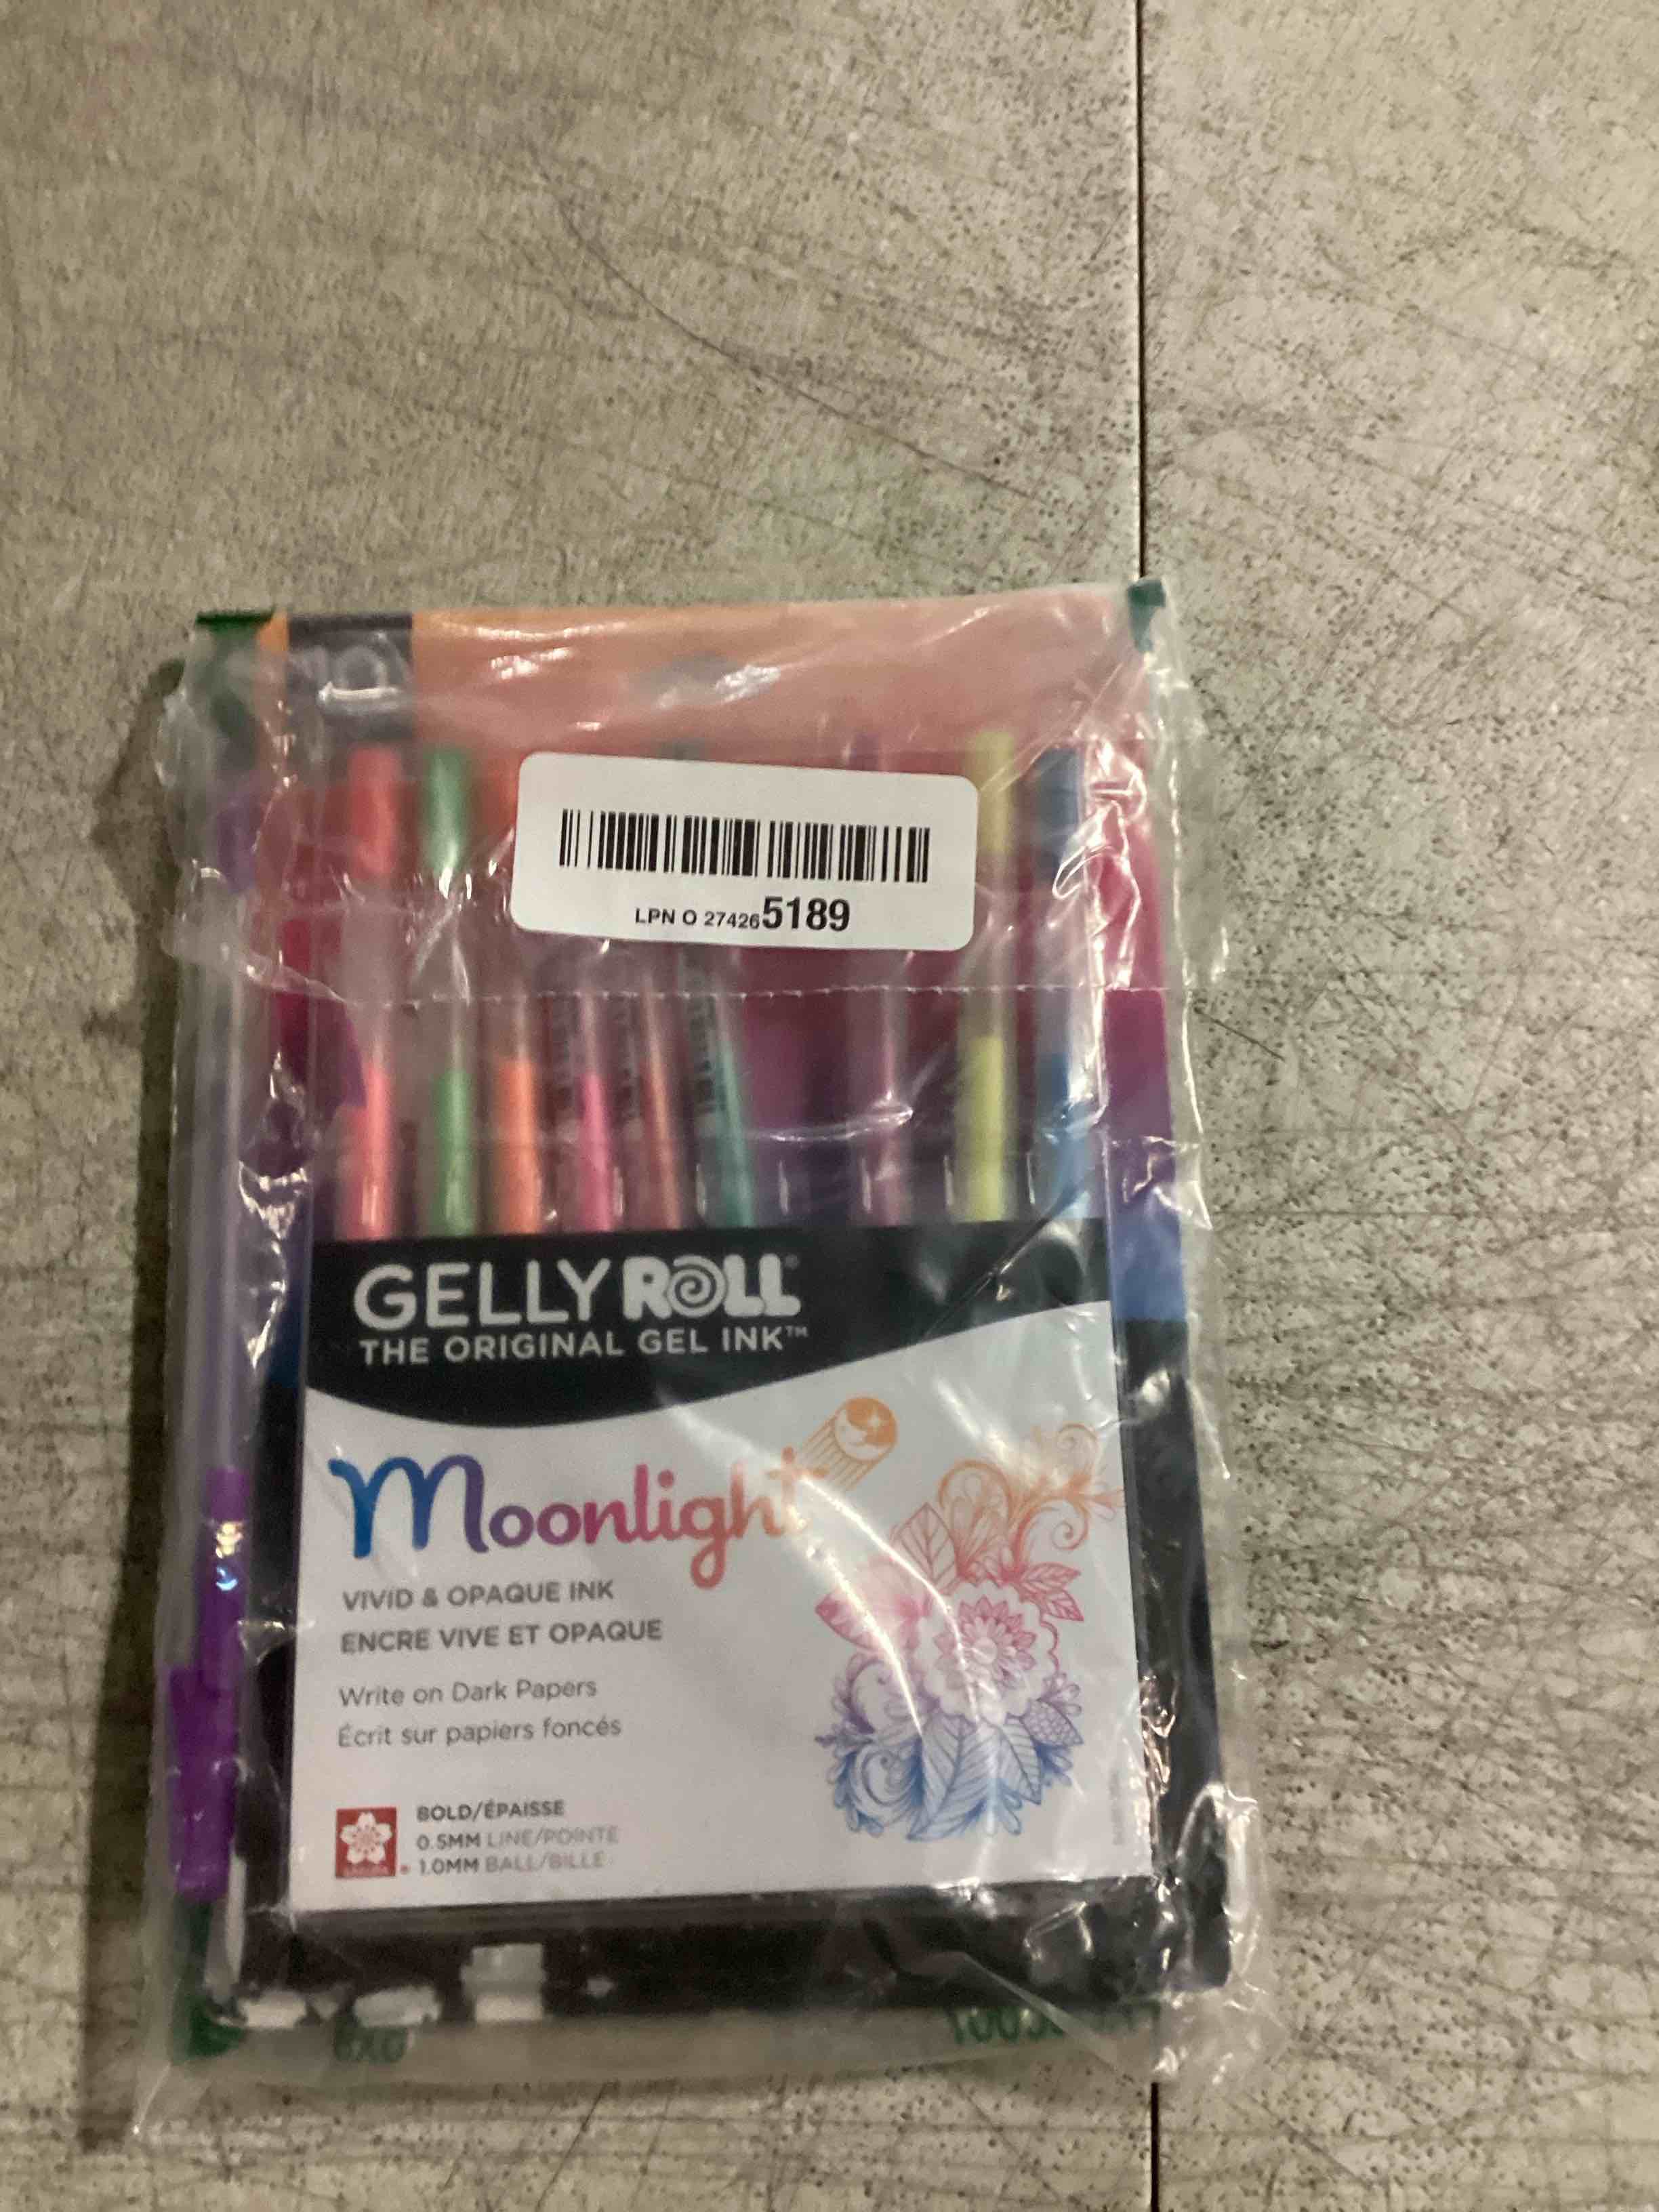 10
LPN O 274265189
GELLY ROLL®
THE ORIGINAL GEL INK™
Moonlight
VIVID & OPAQUE INK
ENCRE VIVE ET OPAQUE
Write on Dark Papers
Écrit sur papiers foncés
BOLD/ÉPAISSE
0.5MM LINE/POINTE
1.0MM BALL/BILLE